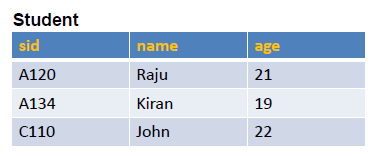 Student
sid name age
A120 Raju 21
A134 Kiran 19
C110 John 22